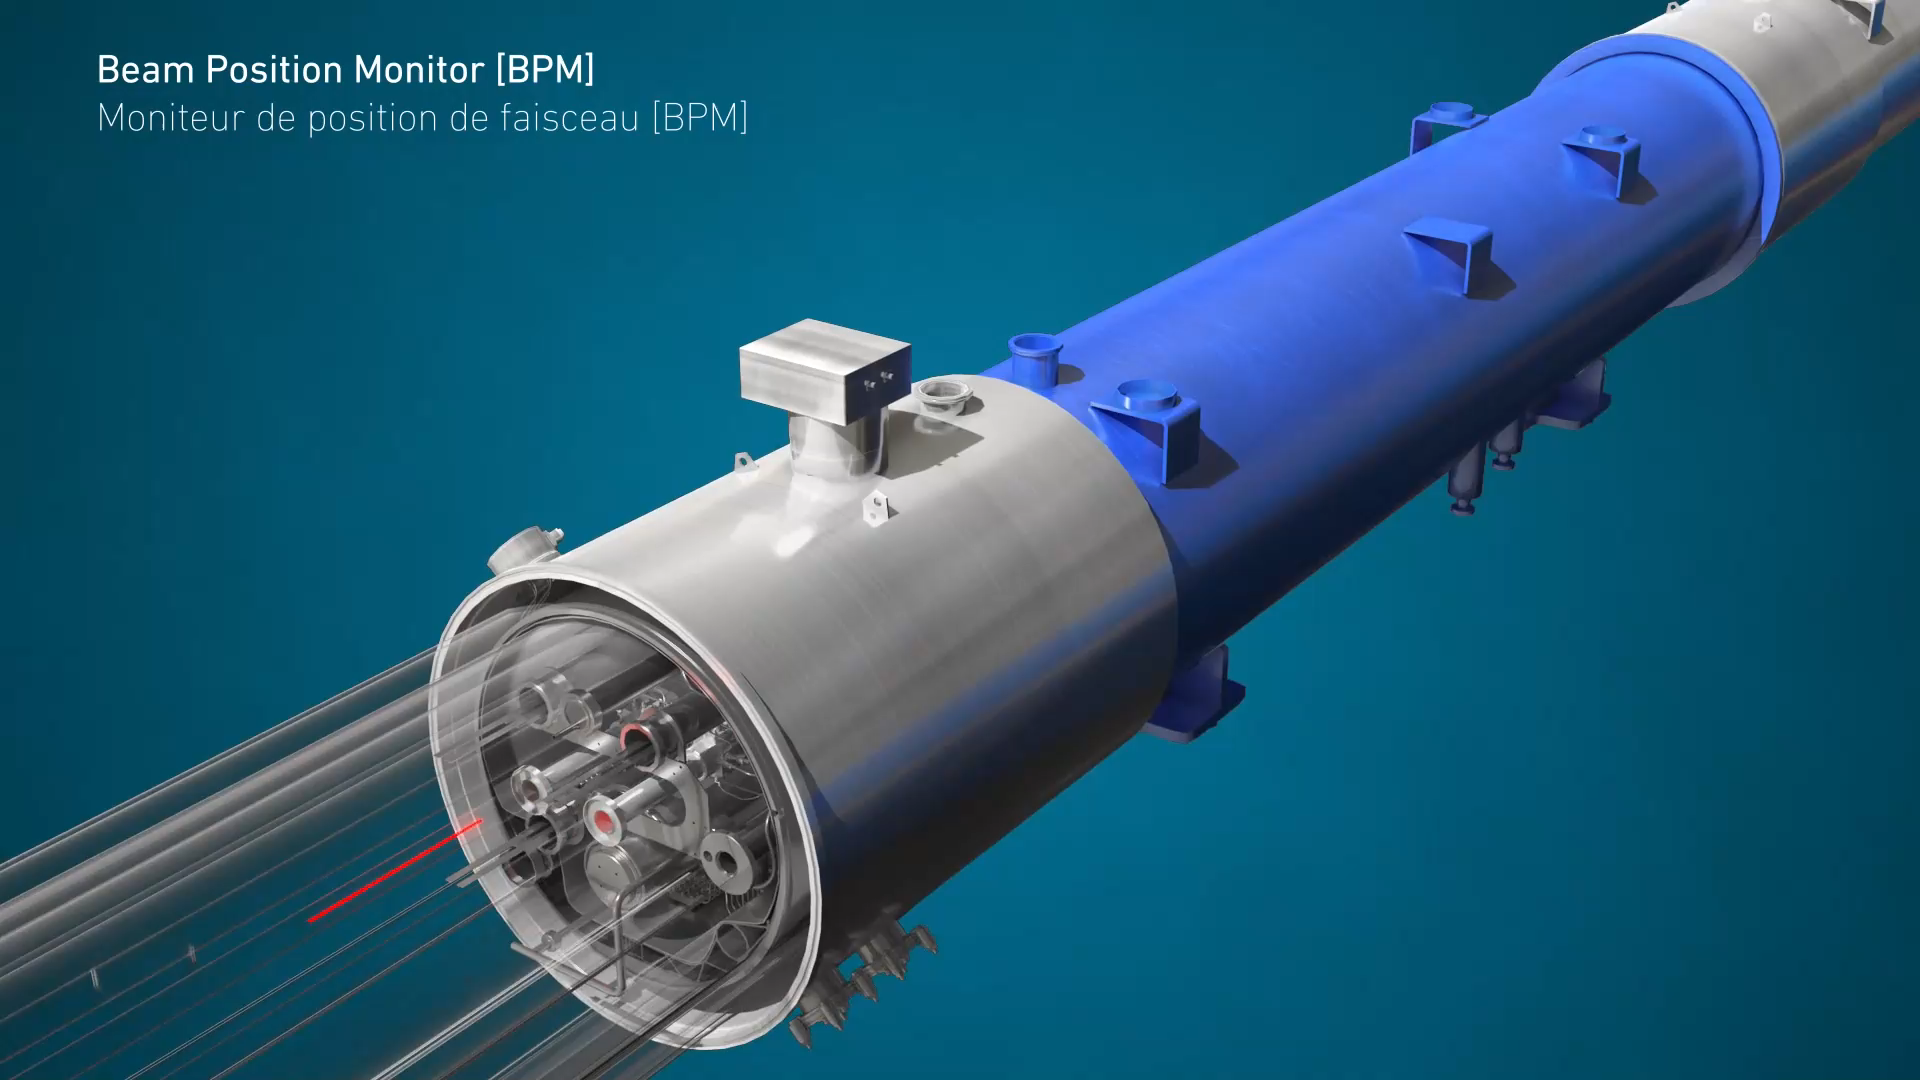 Beam Position Monitor [BPM]
Moniteur de position de faisceau [BPM]